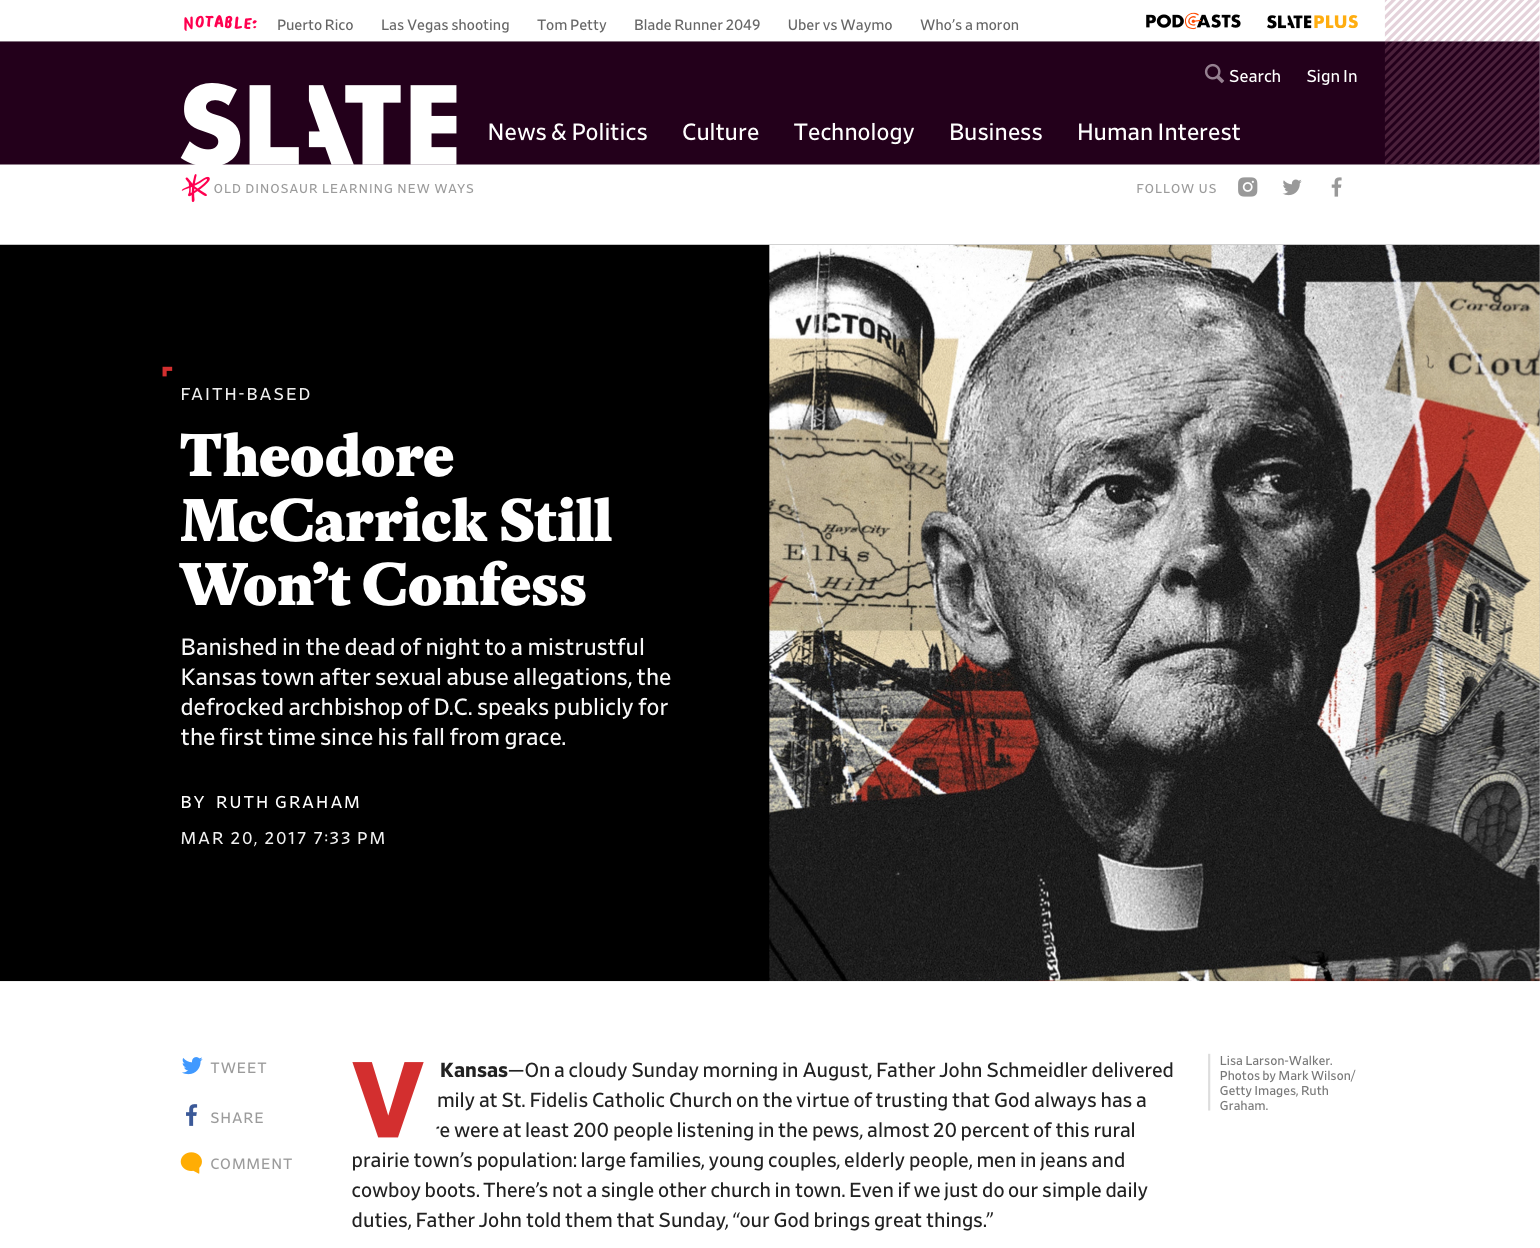 NOTABLE: Puerto Rico Las Vegas shooting Tom Petty Blade Runner 2049 Uber vs Waymo Who's a moron PODCASTS SLATEPLUS
Search Sign In
SLATE News & Politics Culture Technology Business Human Interest
OLD DINOSAUR LEARNING NEW WAYS FOLLOW US
FAITH-BASED
Theodore
McCarrick Still
Won't Confess
Banished in the dead of night to a mistrustful
Kansas town after sexual abuse allegations, the
defrocked archbishop of D.C. speaks publicly for
the first time since his fall from grace.
BY RUTH GRAHAM
MAR 20, 2017 7:33 PM
VICTORIA
Cordova
Clou
Salin
Cr.
Hays City
Ellis
Hill
TWEET
SHARE
COMMENT
V Kansas—On a cloudy Sunday morning in August, Father John Schmeidler delivered
mily at St. Fidelis Catholic Church on the virtue of trusting that God always has a
re were at least 200 people listening in the pews, almost 20 percent of this rural
prairie town's population: large families, young couples, elderly people, men in jeans and
cowboy boots. There's not a single other church in town. Even if we just do our simple daily
duties, Father John told them that Sunday, “our God brings great things.”
Lisa Larson-Walker.
Photos by Mark Wilson/
Getty Images, Ruth
Graham.